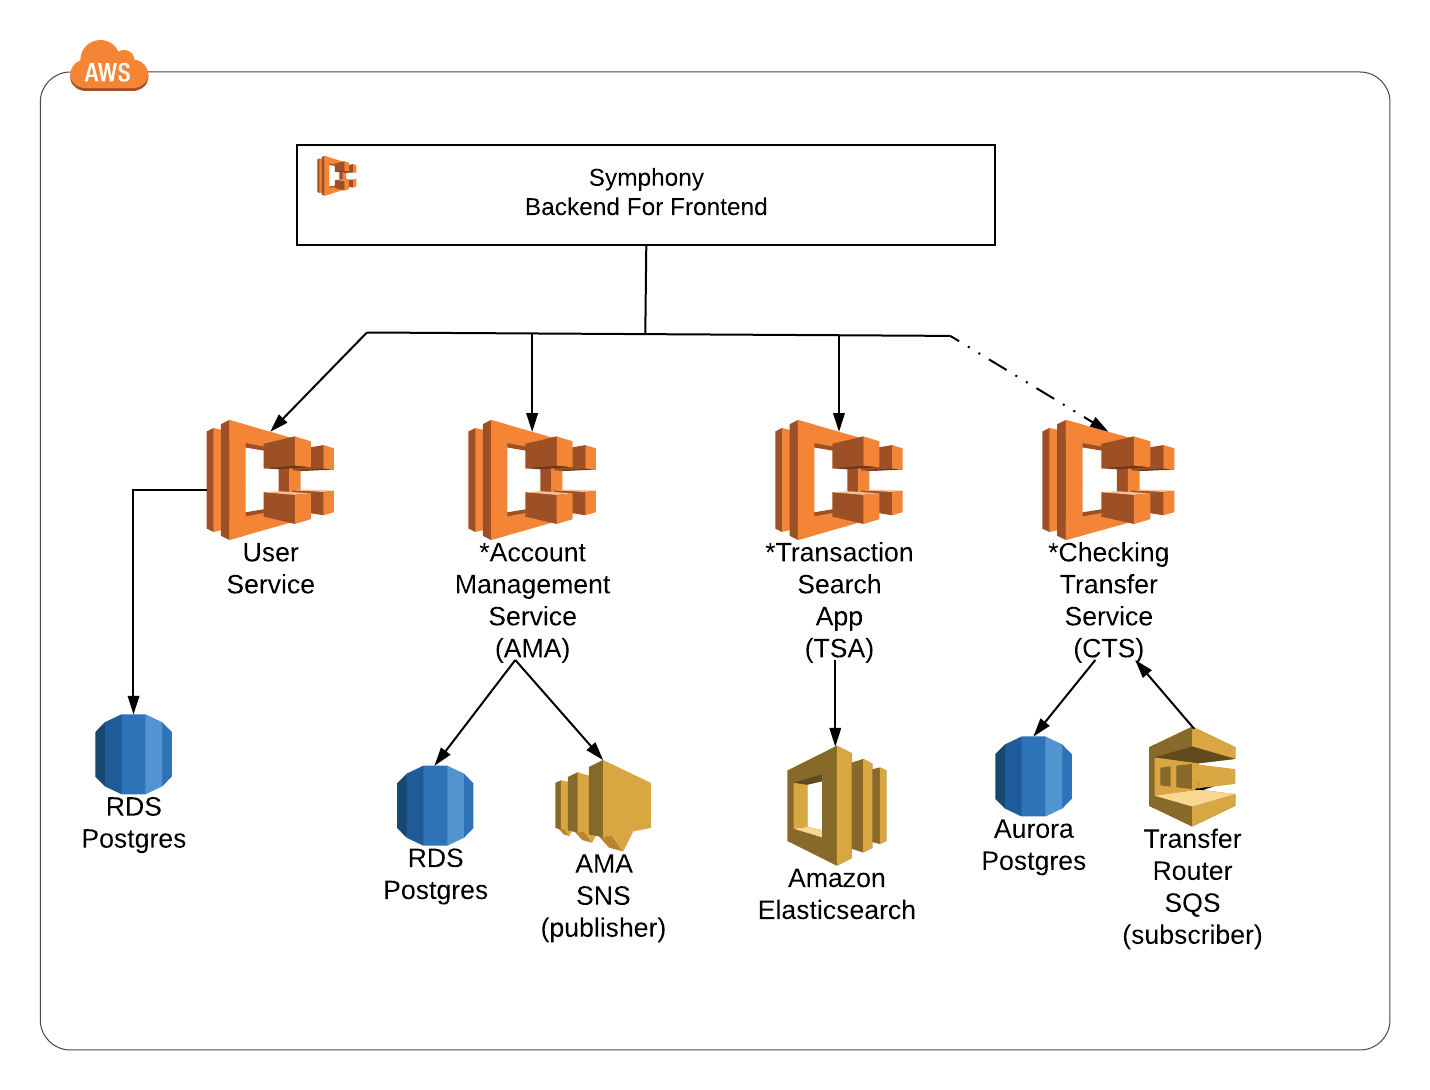 AWS
Symphony
Backend For Frontend
User
Service
*Account
Management
Service
(AMA)
*Transaction
Search
App
(TSA)
*Checking
Transfer
Service
(CTS)
RDS
Postgres
RDS
Postgres
AMA
SNS
(publisher)
Amazon
Elasticsearch
Aurora
Postgres
Transfer
Router
SQS
(subscriber)